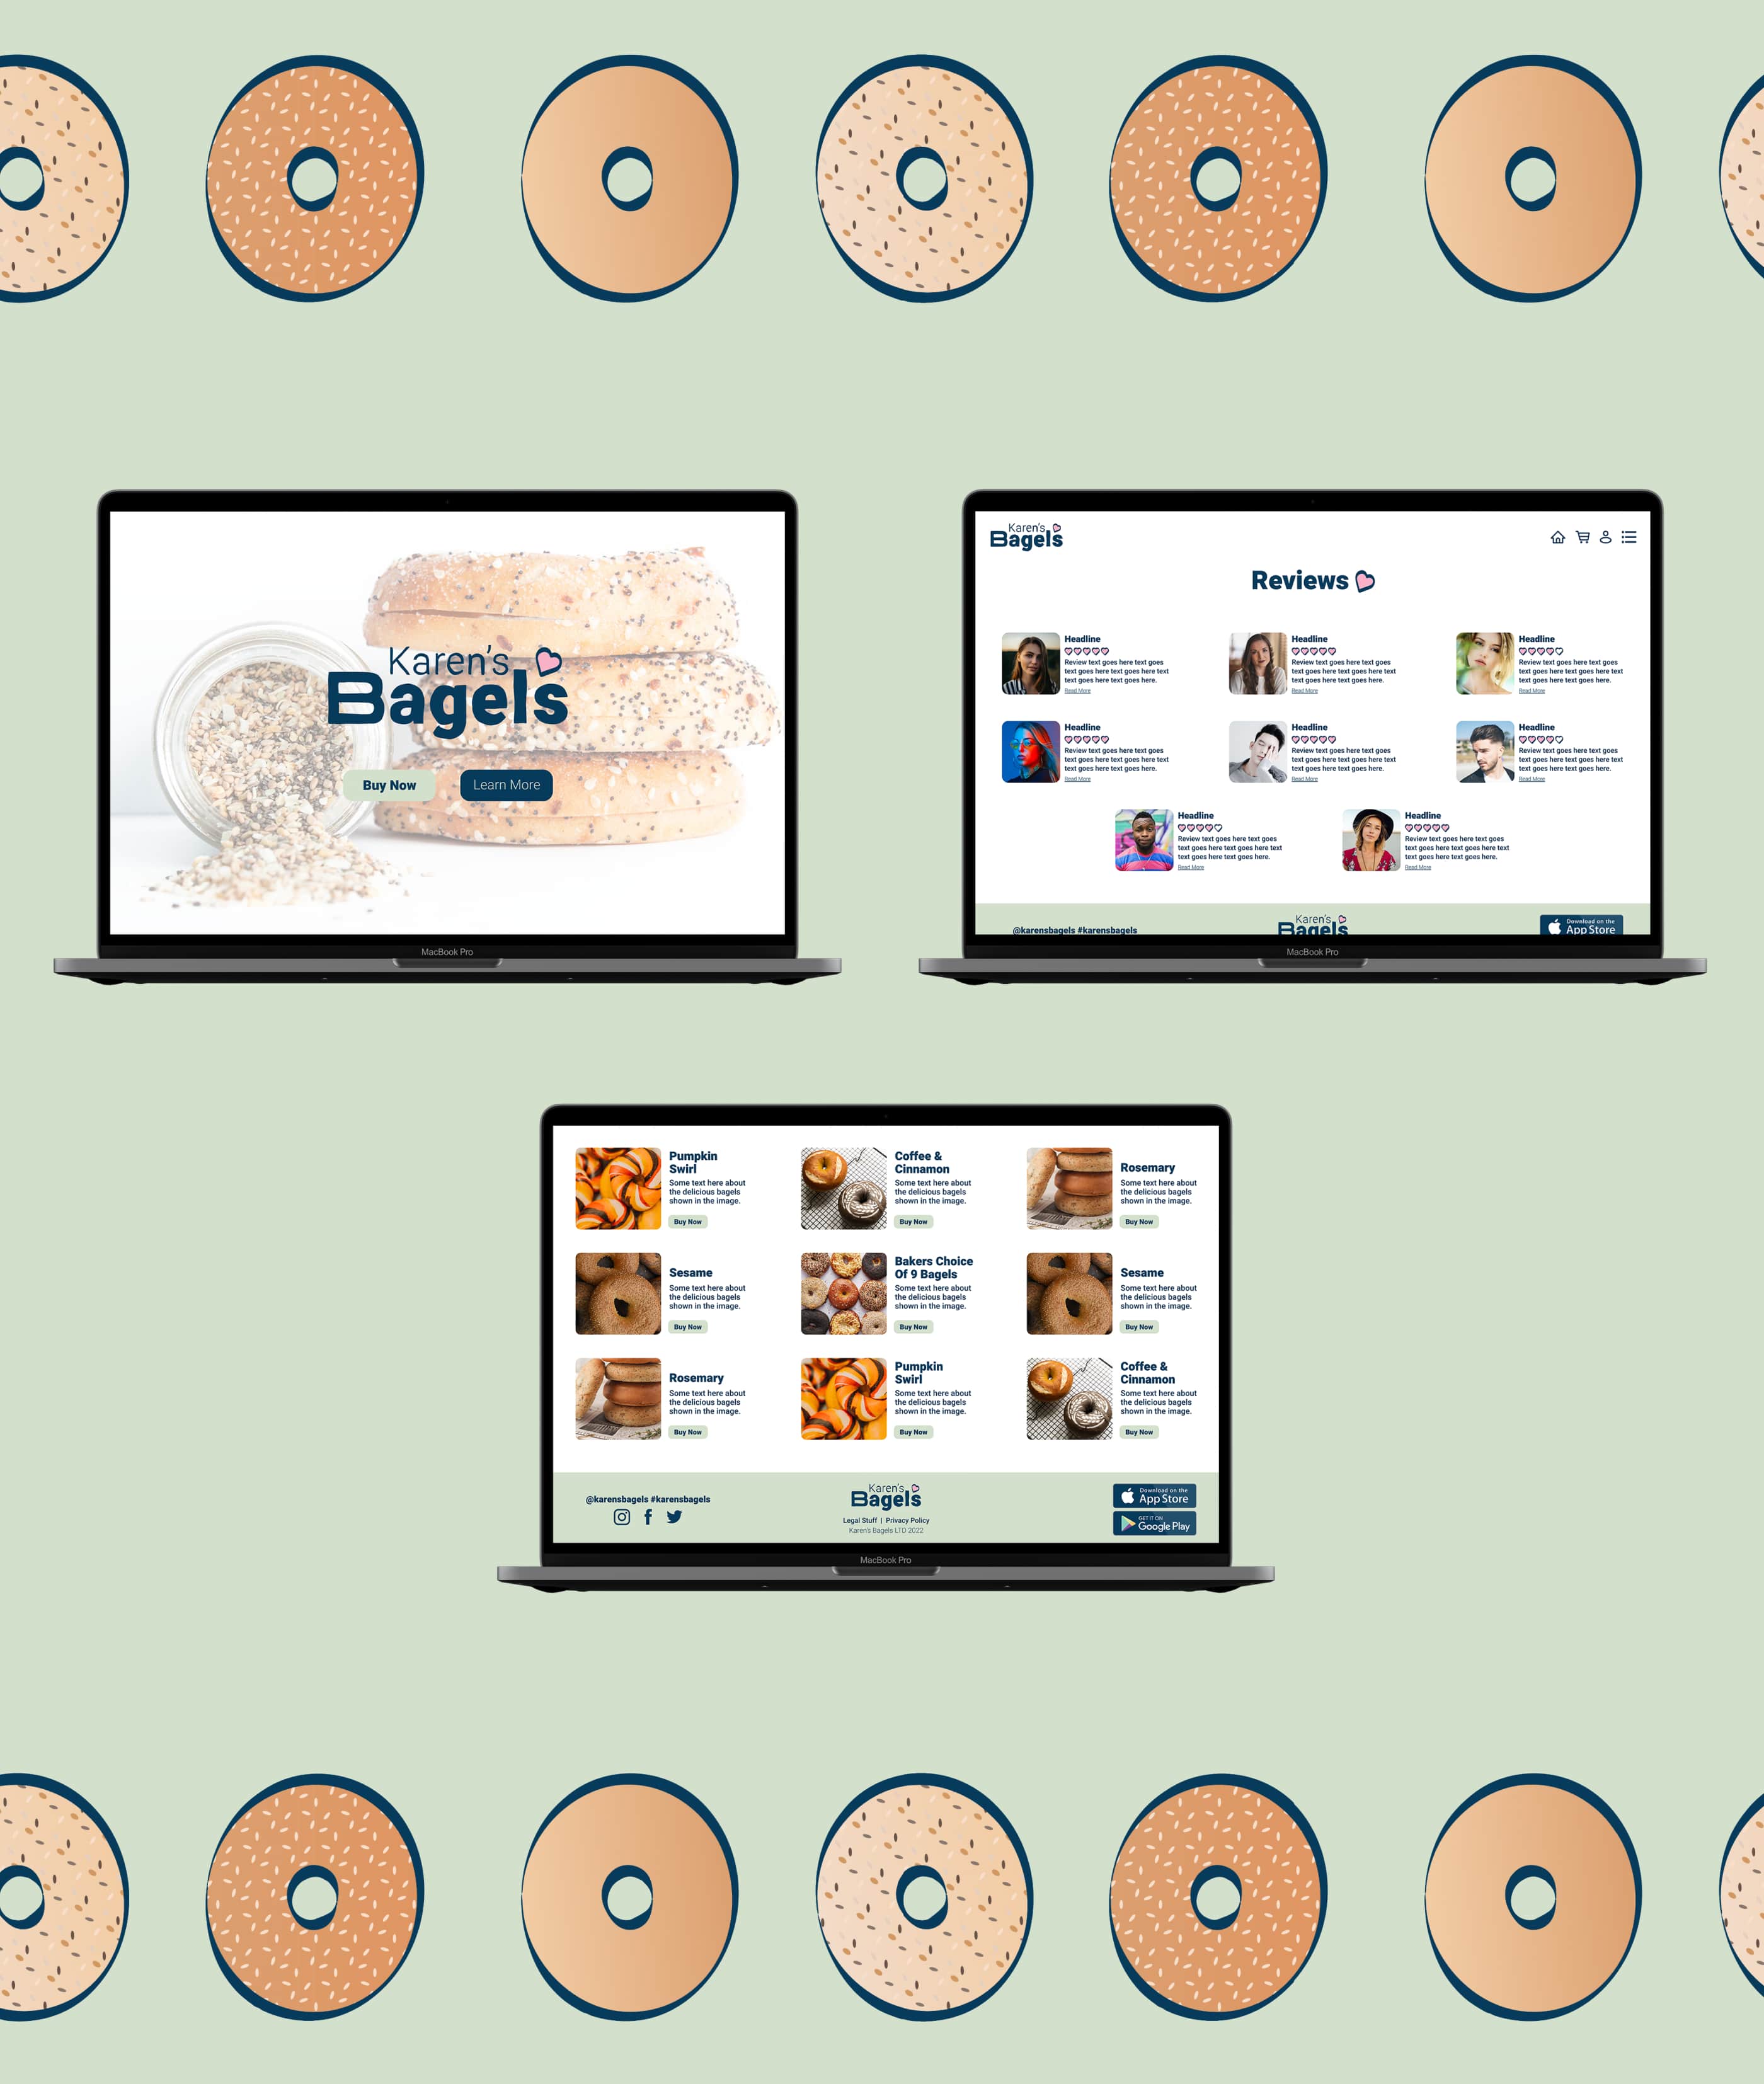 Karen's
Bagels
Buy Now
Learn More
MacBook Pro
Karen's
Bagels
Reviews
Headline
Review text goes here text goes
text goes here text goes here text
text goes here text goes here.
Read More
Headline
Review text goes here text goes
text goes here text goes here text
text goes here text goes here.
Read More
Headline
Review text goes here text goes
text goes here text goes here text
text goes here text goes here.
Read More
Headline
Review text goes here text goes
text goes here text goes here text
text goes here text goes here.
Read More
Headline
Review text goes here text goes
text goes here text goes here text
text goes here text goes here.
Read More
Headline
Review text goes here text goes
text goes here text goes here text
text goes here text goes here.
Read More
Headline
Review text goes here text goes
text goes here text goes here text
text goes here text goes here.
Read More
Headline
Review text goes here text goes
text goes here text goes here text
text goes here text goes here.
Read More
@karensbagels #karensbagels
Karen's
Bagels
Download on the
App Store
MacBook Pro
Pumpkin
Swirl
Some text here about
the delicious bagels
shown in the image.
Buy Now
Coffee &
Cinnamon
Some text here about
the delicious bagels
shown in the image.
Buy Now
Rosemary
Some text here about
the delicious bagels
shown in the image.
Buy Now
Sesame
Some text here about
the delicious bagels
shown in the image.
Buy Now
Bakers Choice
Of 9 Bagels
Some text here about
the delicious bagels
shown in the image.
Buy Now
Sesame
Some text here about
the delicious bagels
shown in the image.
Buy Now
Rosemary
Some text here about
the delicious bagels
shown in the image.
Buy Now
Pumpkin
Swirl
Some text here about
the delicious bagels
shown in the image.
Buy Now
Coffee &
Cinnamon
Some text here about
the delicious bagels
shown in the image.
Buy Now
@karensbagels #karensbagels
Karen's
Bagels
Legal Stuff | Privacy Policy
Karen's Bagels LTD 2022
Download on the
App Store
GET IT ON
Google Play
MacBook Pro